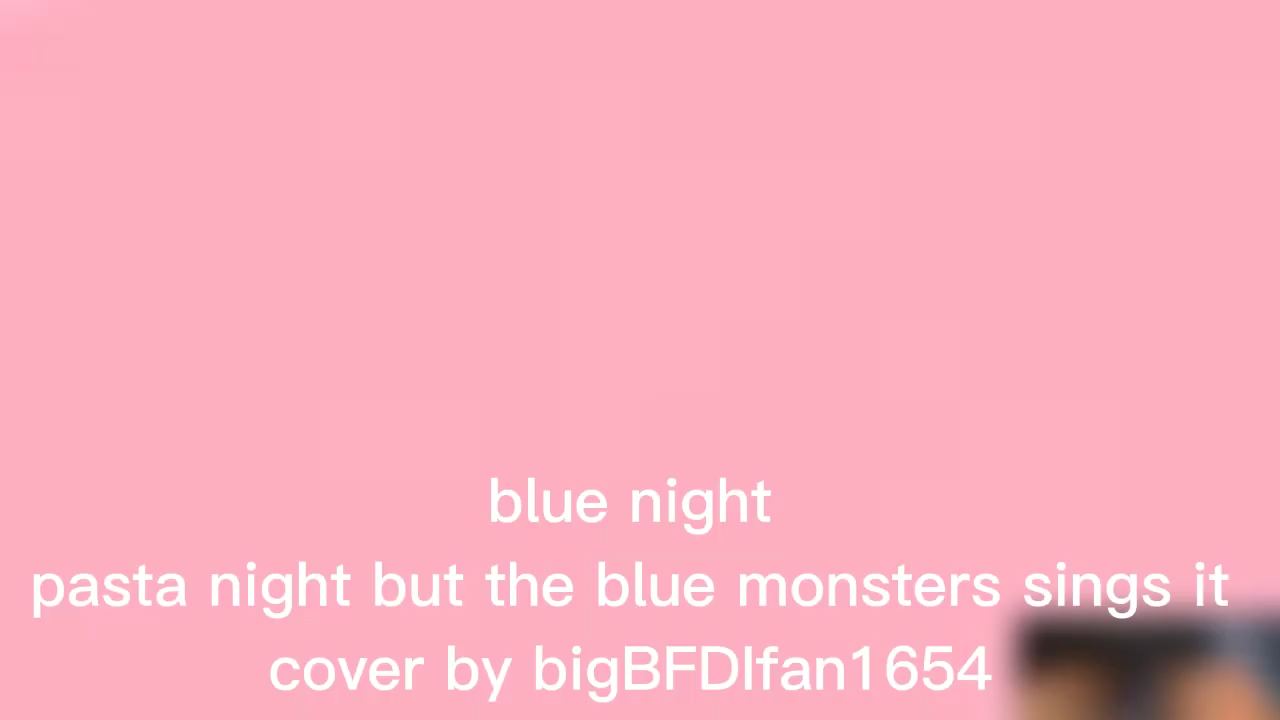 blue night
pasta night but the blue monsters sings it
cover by bigBFDIfan1654